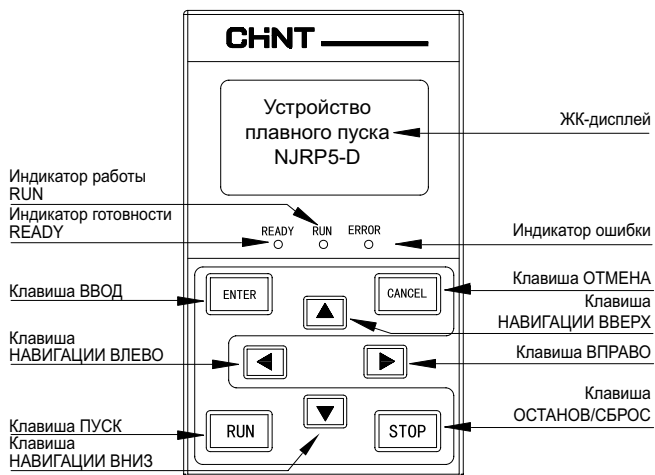 CHNT
Устройство
плавного пуска
NJRP5-D
ЖК-дисплей
Индикатор работы
RUN
Индикатор готовности
READY
READY RUN ERROR
Индикатор ошибки
Клавиша ВВОД
ENTER
CANCEL
Клавиша ОТМЕНА
Клавиша
НАВИГАЦИИ ВВЕРХ
Клавиша
НАВИГАЦИИ ВЛЕВО
Клавиша ВПРАВО
Клавиша
ОСТАНОВ/СБРОС
Клавиша ПУСК
RUN
STOP
Клавиша
НАВИГАЦИИ ВНИЗ